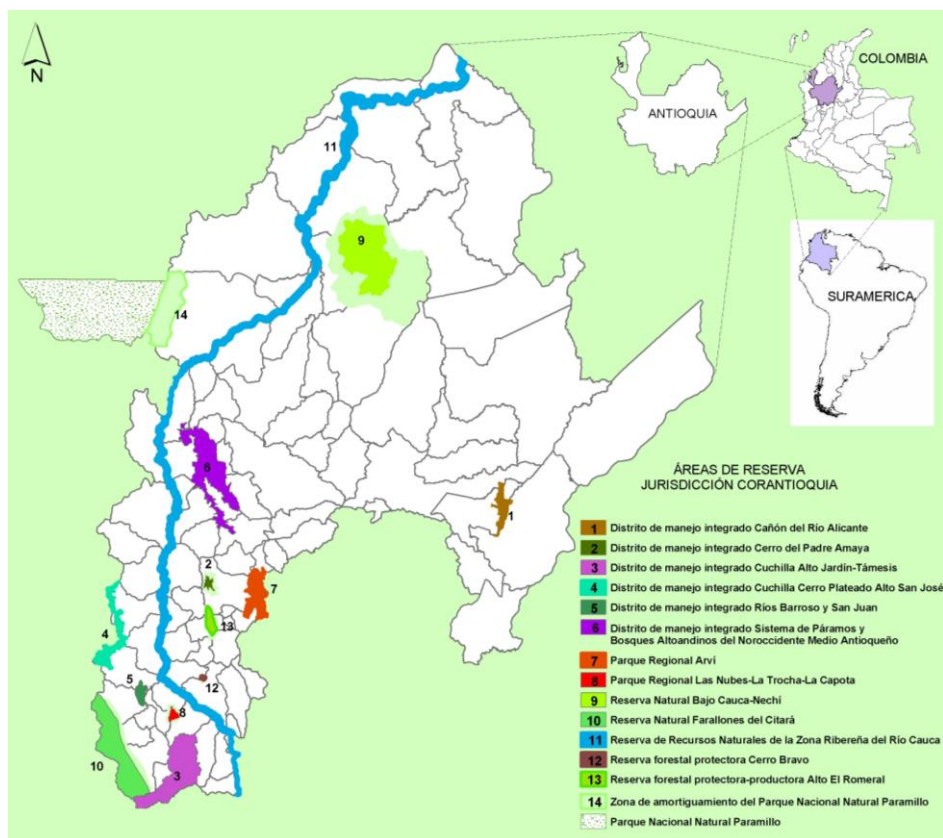 N
COLOMBIA
ANTIOQUIA
SURAMERICA
11
9
14
6
1
2
7
13
4
12
5
8
10
3
ÁREAS DE RESERVA
JURISDICCIÓN CORANTIOQUIA
1 Distrito de manejo integrado Cañón del Río Alicante
2 Distrito de manejo integrado Cerro del Padre Amaya
3 Distrito de manejo integrado Cuchilla Alto Jardín-Támesis
4 Distrito de manejo integrado Cuchilla Cerro Plateado Alto San José
5 Distrito de manejo integrado Ríos Barroso y San Juan
6 Distrito de manejo integrado Sistema de Páramos y
Bosques Altoandinos del Noroccidente Medio Antioqueño
7 Parque Regional Arví
8 Parque Regional Las Nubes-La Trocha-La Capota
9 Reserva Natural Bajo Cauca-Nechí
10 Reserva Natural Farallones del Citará
11 Reserva de Recursos Naturales de la Zona Ribereña del Río Cauca
12 Reserva forestal protectora Cerro Bravo
13 Reserva forestal protectora-productora Alto El Romeral
14 Zona de amortiguamiento del Parque Nacional Natural Paramillo
Parque Nacional Natural Paramillo